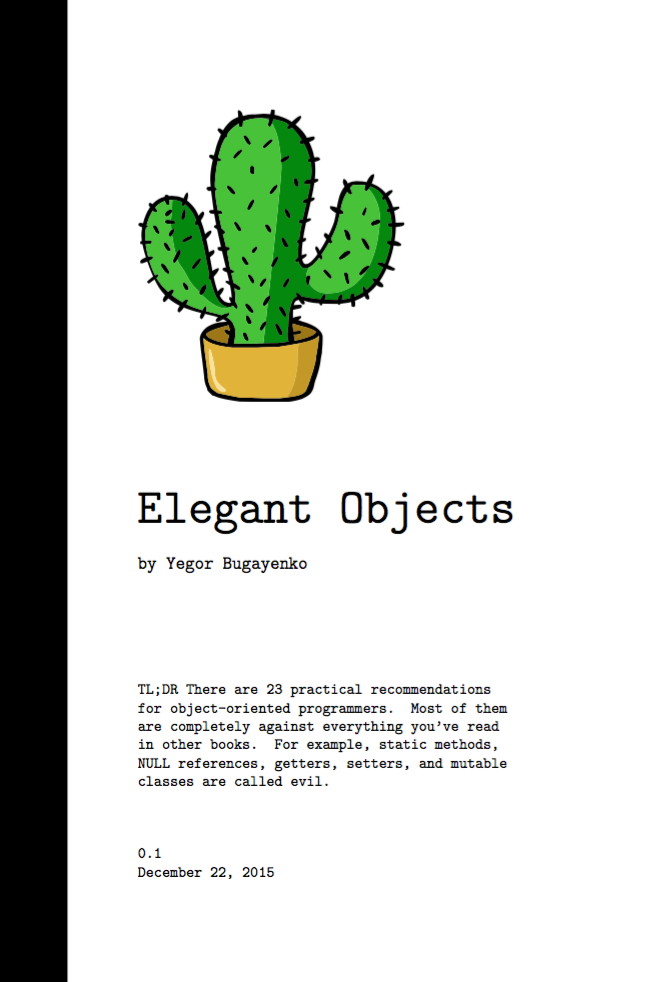 Elegant Objects
by Yegor Bugayenko
TL;DR There are 23 practical recommendations
for object-oriented programmers.  Most of them
are completely against everything you've read
in other books.  For example, static methods,
NULL references, getters, setters, and mutable
classes are called evil.
0.1
December 22, 2015